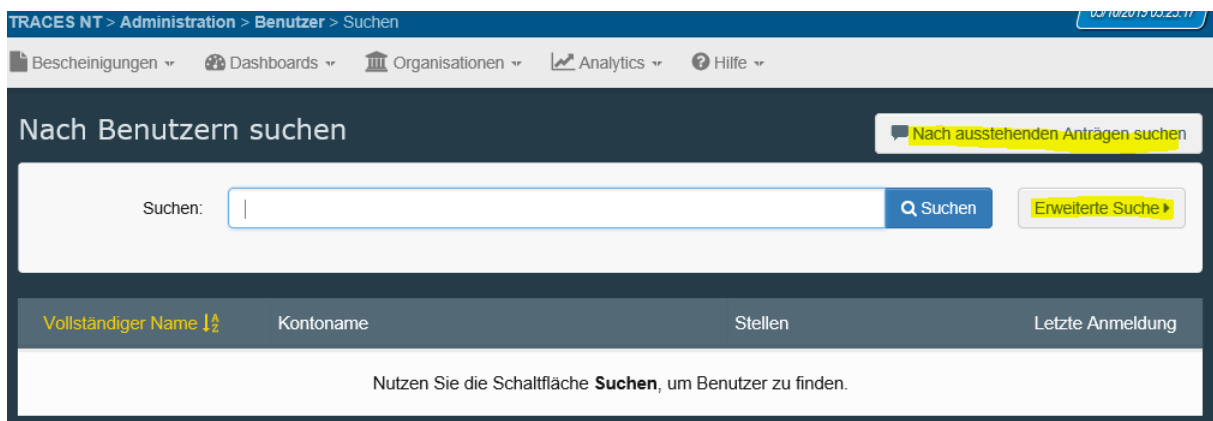 TRACES NT > Administration > Benutzer > Suchen
Bescheinigungen Dashboards Organisationen Analytics Hilfe
Nach Benutzern suchen
Nach ausstehenden Anträgen suchen
Suchen: Suchen Erweiterte Suche
Vollständiger Name Kontoname Stellen Letzte Anmeldung
Nutzen Sie die Schaltfläche Suchen, um Benutzer zu finden.